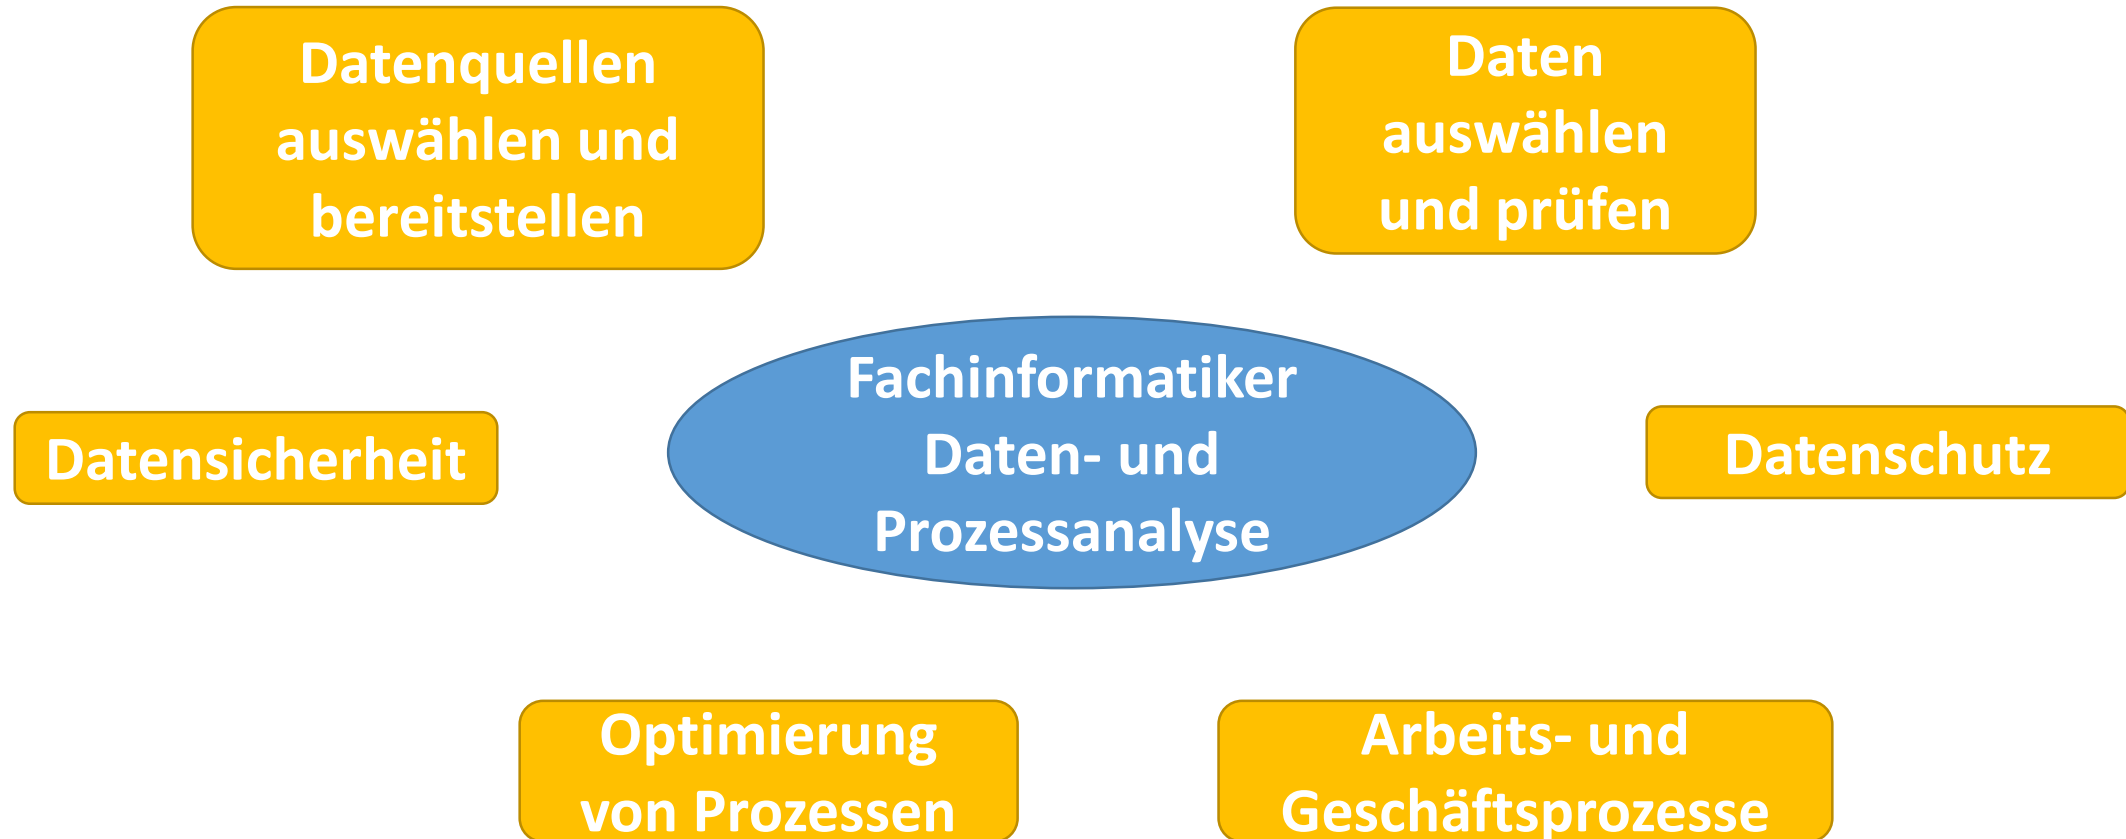 Datenquellen
auswählen und
bereitstellen
Daten
auswählen
und prüfen
Datensicherheit
Fachinformatiker
Daten- und
Prozessanalyse
Datenschutz
Optimierung
von Prozessen
Arbeits- und
Geschäftsprozesse